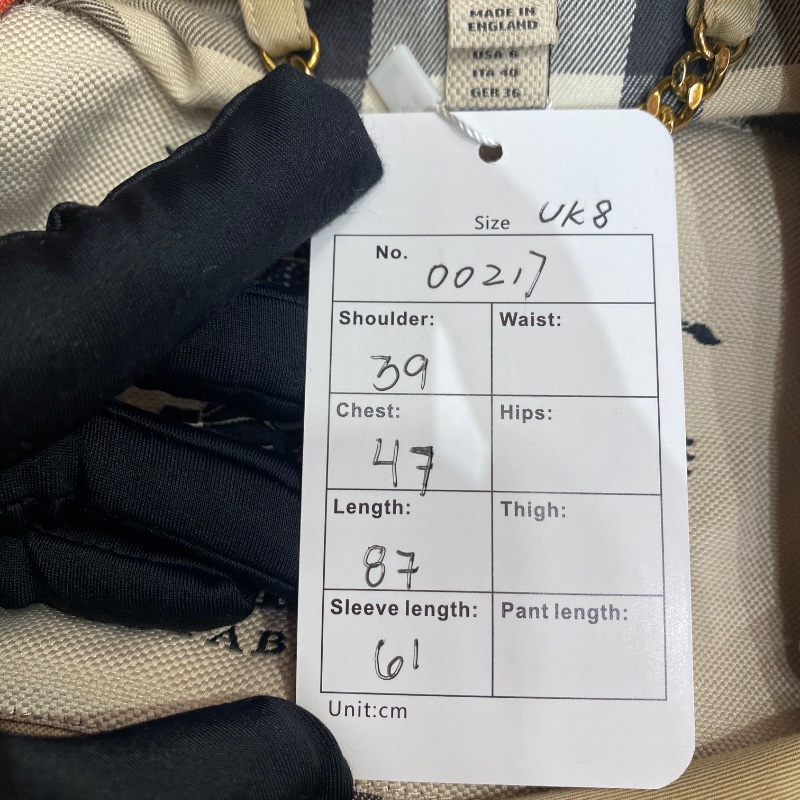 MADE IN
ENGLAND
USA 6
ITA 40
GER 36
Size UK8
No. 00217
Shoulder: Waist:
39
Chest: Hips:
47
Length: Thigh:
87
Sleeve length: Pant length:
61
Unit:cm
AB